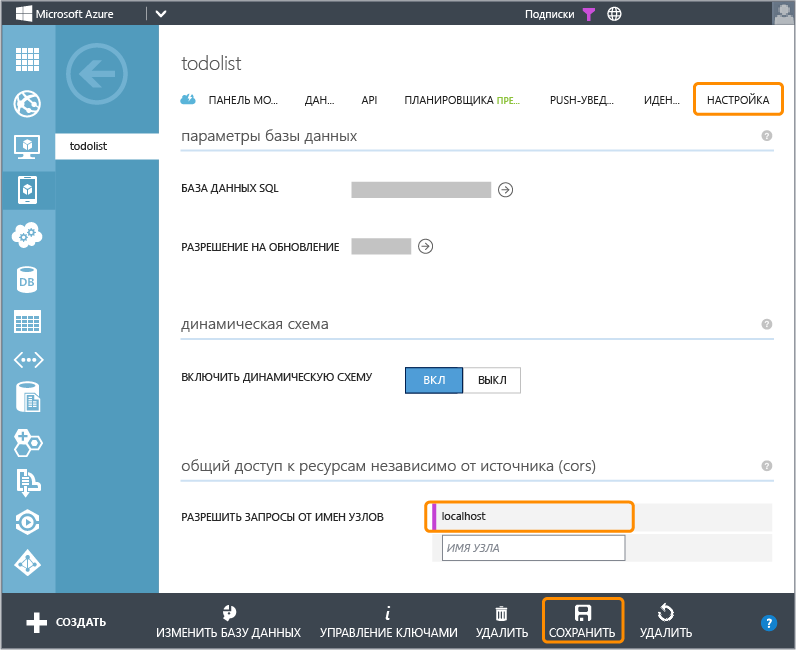 Microsoft Azure
Подписки
todolist
todolist
ПАНЕЛЬ МО... ДАН... API ПЛАНИРОВЩИКА ПРЕ... PUSH-УВЕД... ИДЕН... НАСТРОЙКА
параметры базы данных
?
БАЗА ДАННЫХ SQL
РАЗРЕШЕНИЕ НА ОБНОВЛЕНИЕ
динамическая схема
?
ВКЛЮЧИТЬ ДИНАМИЧЕСКУЮ СХЕМУ
ВКЛ ВЫКЛ
общий доступ к ресурсам независимо от источника (cors)
?
РАЗРЕШИТЬ ЗАПРОСЫ ОТ ИМЕН УЗЛОВ
localhost
ИМЯ УЗЛА
DB
СОЗДАТЬ
ИЗМЕНИТЬ БАЗУ ДАННЫХ
УПРАВЛЕНИЕ КЛЮЧАМИ
УДАЛИТЬ
СОХРАНИТЬ
УДАЛИТЬ
?